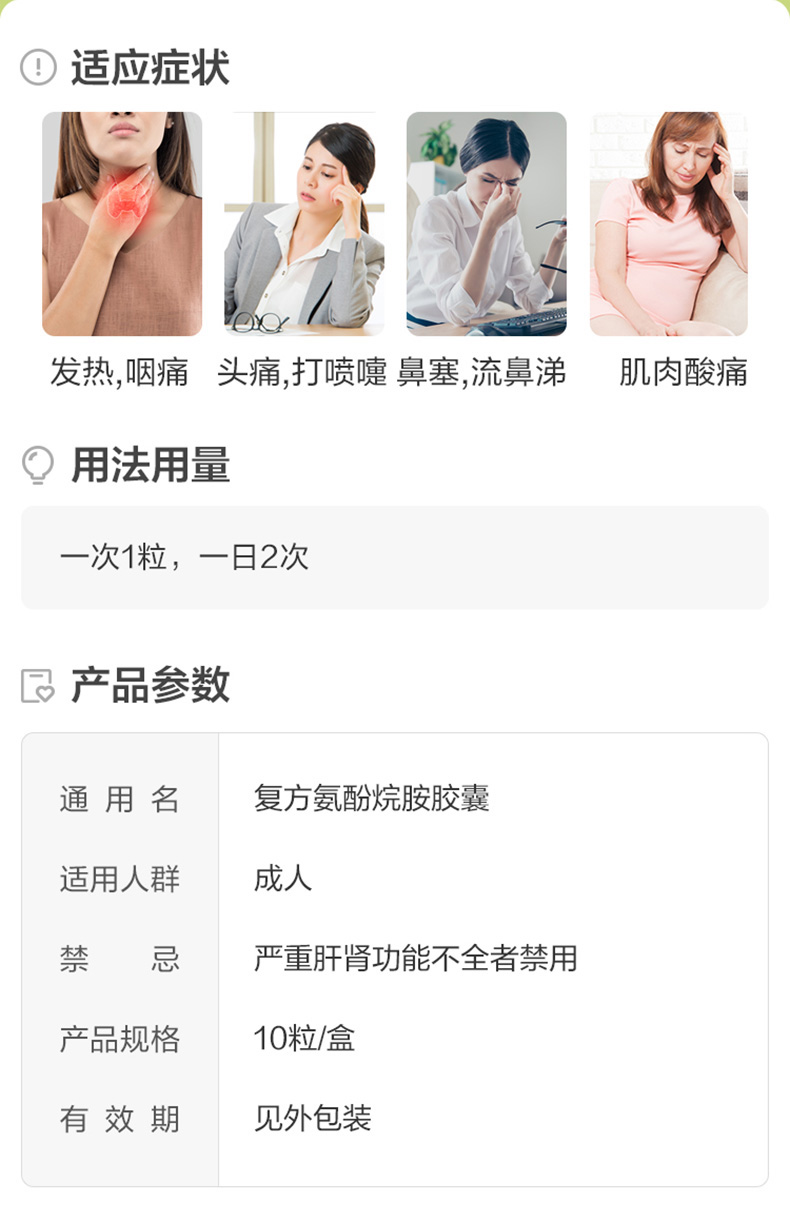 适应症状
发热,咽痛 头痛,打喷嚏 鼻塞,流鼻涕 肌肉酸痛
用法用量
一次1粒，一日2次
产品参数
通用名 复方氨酚烷胺胶囊
适用人群 成人
禁忌 严重肝肾功能不全者禁用
产品规格 10粒/盒
有效期 见外包装